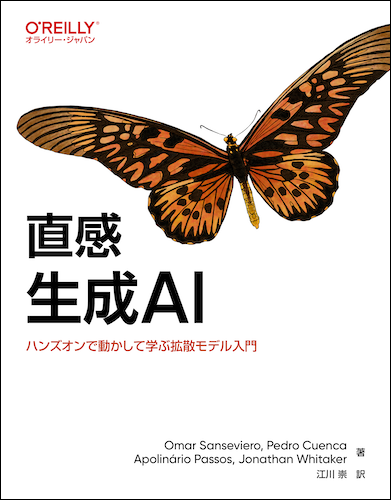 O'REILLY®
オライリー・ジャパン
直感
生成AI
ハンズオンで動かして学ぶ拡散モデル入門
Omar Sanseviero, Pedro Cuenca
Apolinário Passos, Jonathan Whitaker 著
江川 崇 訳